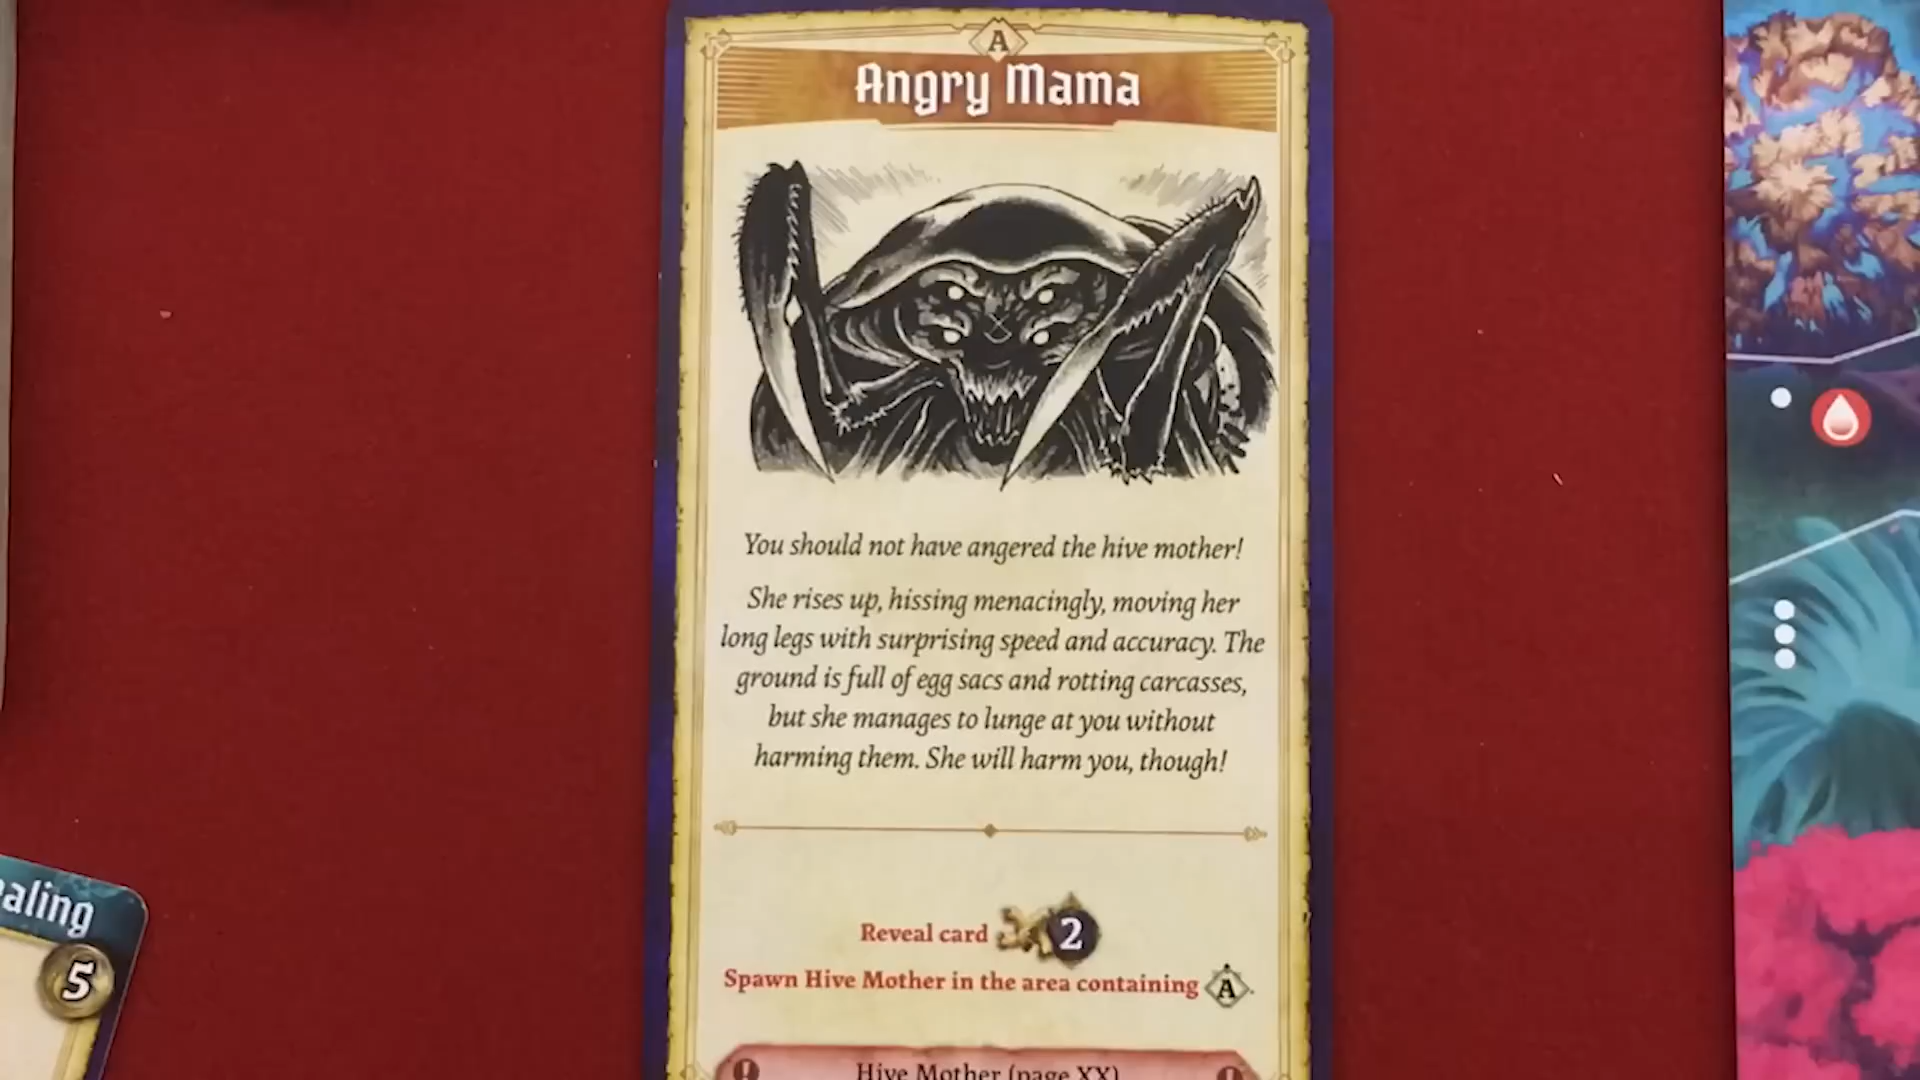 A
Angry Mama
You should not have angered the hive mother!
She rises up, hissing menacingly, moving her
long legs with surprising speed and accuracy. The
ground is full of egg sacs and rotting carcasses,
but she manages to lunge at you without
harming them. She will harm you, though!
Reveal card 2
Spawn Hive Mother in the area containing A.
Hive Mother (page XX)
aling
5